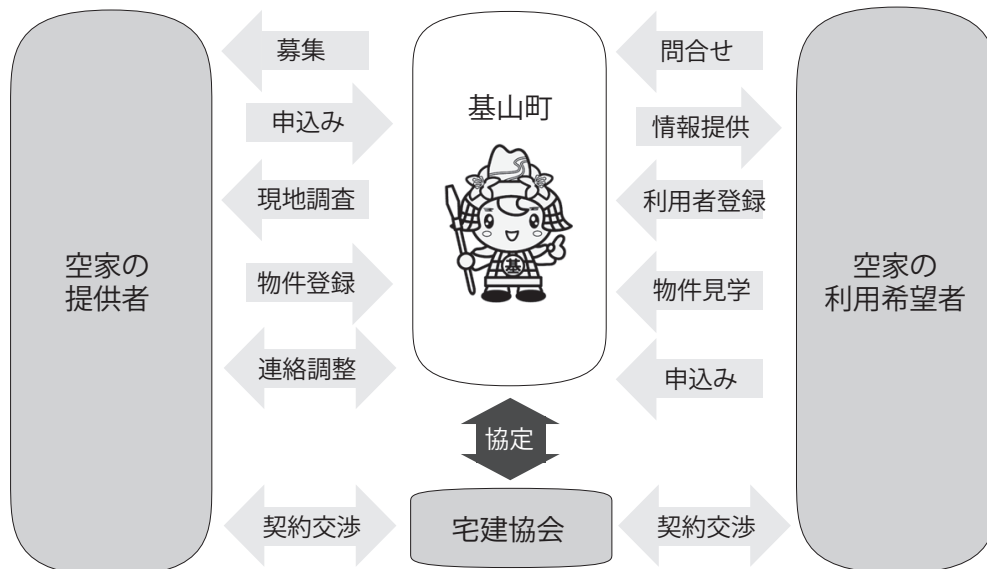 空家の
提供者
募集
申込み
現地調査
物件登録
連絡調整
契約交渉
基山町
基
協定
宅建協会
問合せ
情報提供
利用者登録
物件見学
申込み
契約交渉
空家の
利用希望者